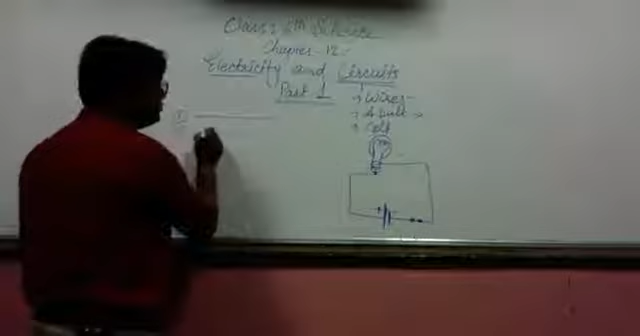 Class 6th Science
Chapter-12:-
Electricity and Circuits
Part 1
→ Wires
→ A bulb →
→ Cell